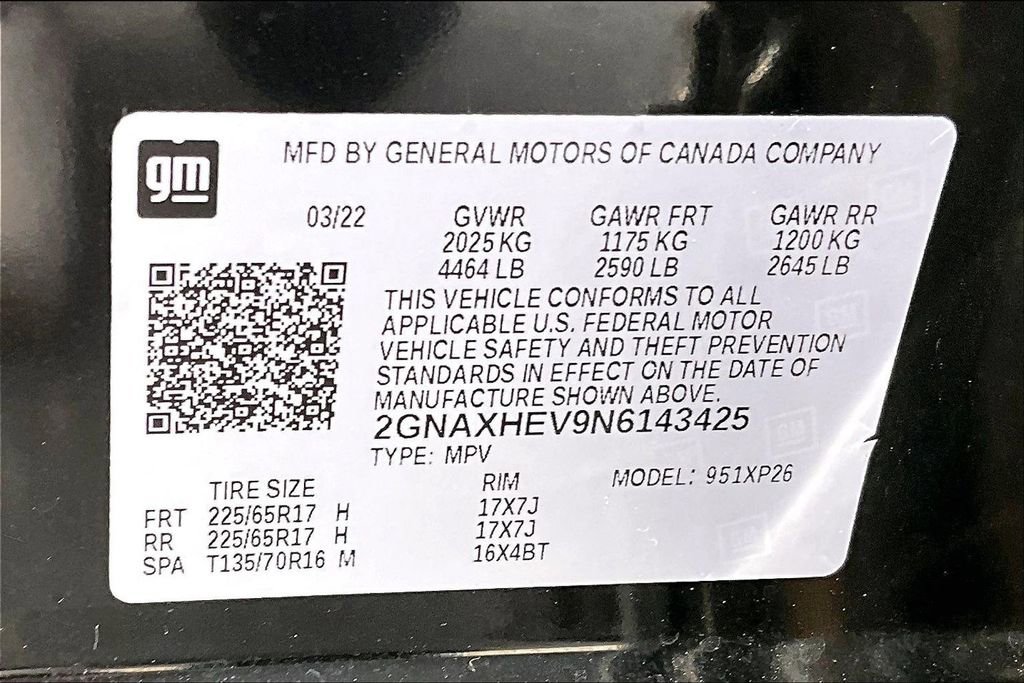 gm
MFD BY GENERAL MOTORS OF CANADA COMPANY
03/22 GVWR GAWR FRT GAWR RR
2025 KG 1175 KG 1200 KG
4464 LB 2590 LB 2645 LB
THIS VEHICLE CONFORMS TO ALL
APPLICABLE U.S. FEDERAL MOTOR
VEHICLE SAFETY AND THEFT PREVENTION
STANDARDS IN EFFECT ON THE DATE OF
MANUFACTURE SHOWN ABOVE.
2GNAXHEV9N6143425
TYPE: MPV
TIRE SIZE RIM MODEL: 951XP26
FRT 225/65R17 H 17X7J
RR 225/65R17 H 17X7J
SPA T135/70R16 M 16X4BT